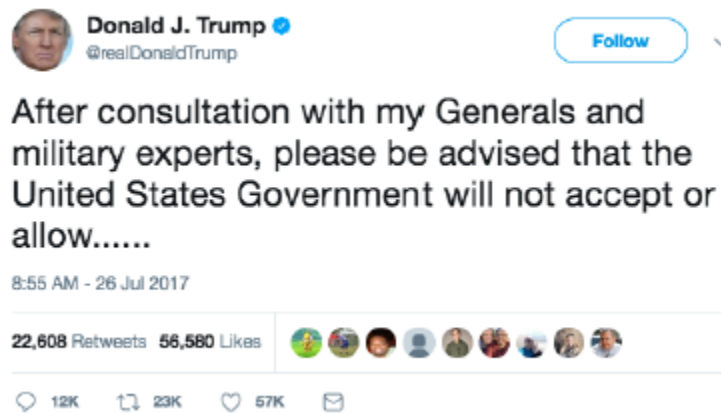 Donald J. Trump
@realDonaldTrump
Follow
After consultation with my Generals and
military experts, please be advised that the
United States Government will not accept or
allow......
8:55 AM - 26 Jul 2017
22,608 Retweets 56,580 Likes
12K 23K 57K